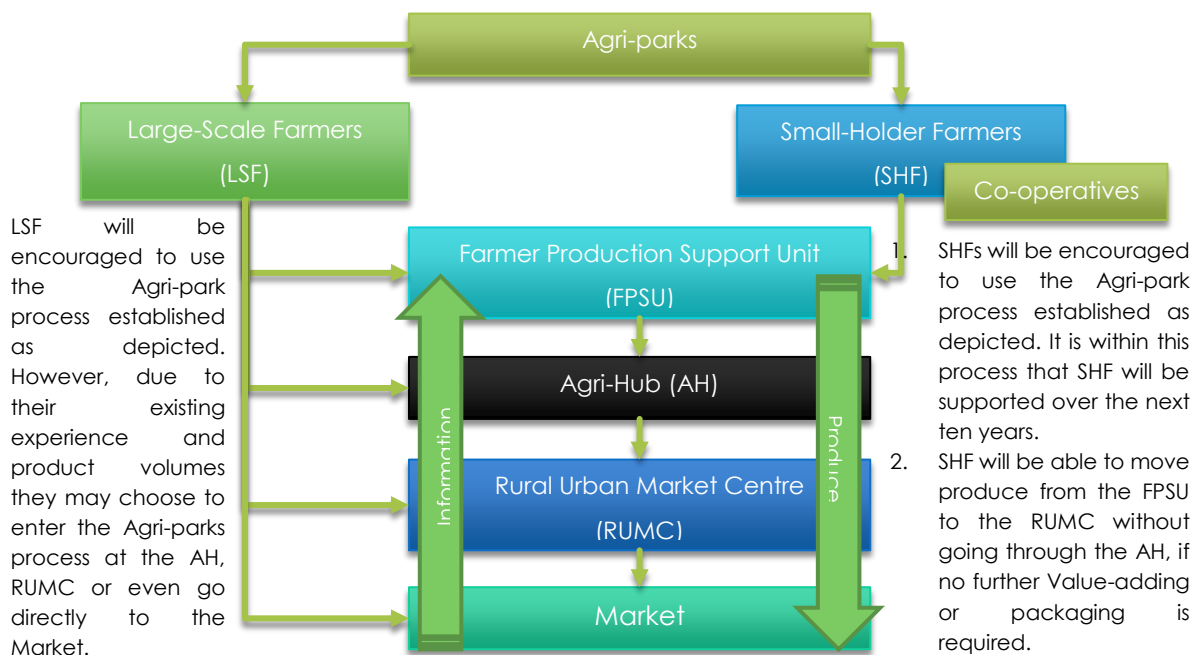 Agri-parks
Large-Scale Farmers
(LSF)
Small-Holder Farmers
(SHF)
Co-operatives
LSF will be
encouraged to use
the Agri-park
process established
as depicted.
However, due to
their existing
experience and
product volumes
they may choose to
enter the Agri-parks
process at the AH,
RUMC or even go
directly to the
Market.
Farmer Production Support Unit
(FPSU)
Agri-Hub (AH)
Rural Urban Market Centre
(RUMC)
Market
Information
Produce
1. SHFs will be encouraged
to use the Agri-park
process established as
depicted. It is within this
process that SHF will be
supported over the next
ten years.
2. SHF will be able to move
produce from the FPSU
to the RUMC without
going through the AH, if
no further Value-adding
or packaging is
required.